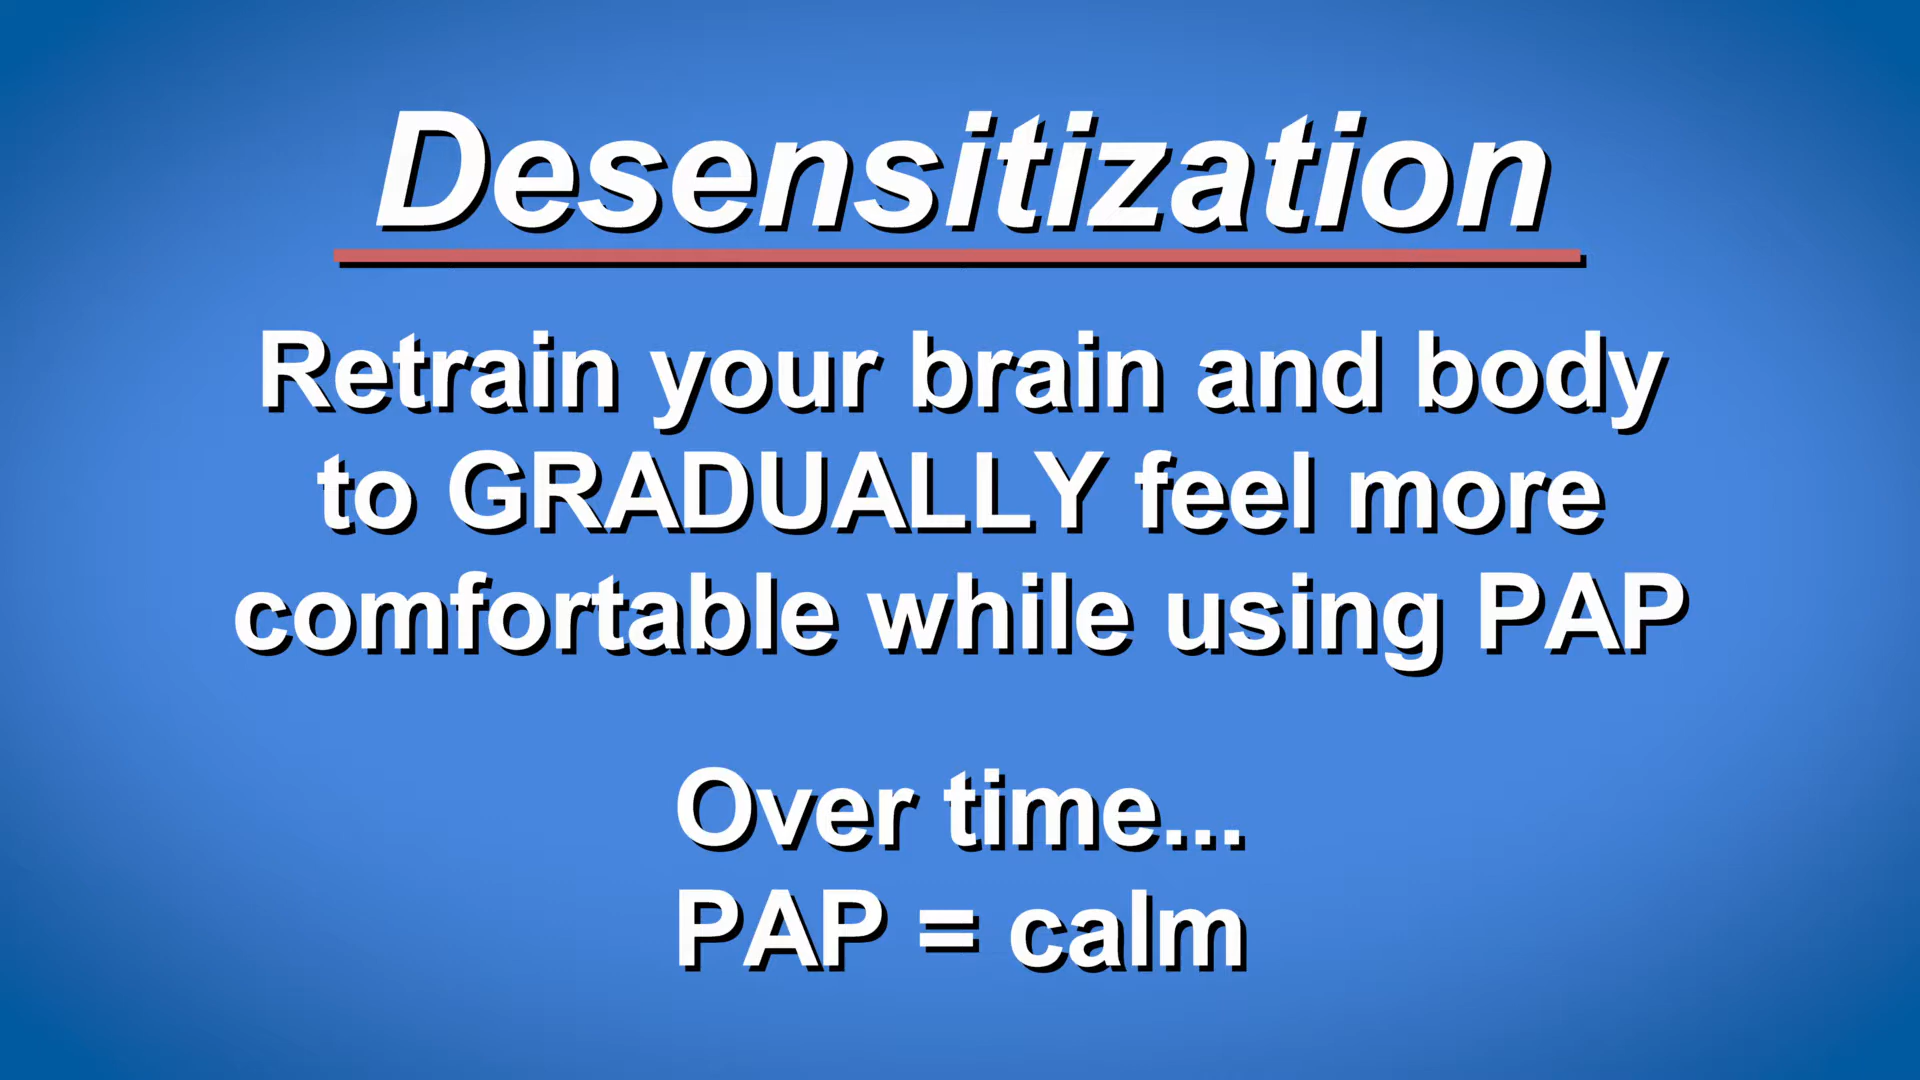 Desensitization
Retrain your brain and body
to GRADUALLY feel more
comfortable while using PAP
Over time...
PAP = calm